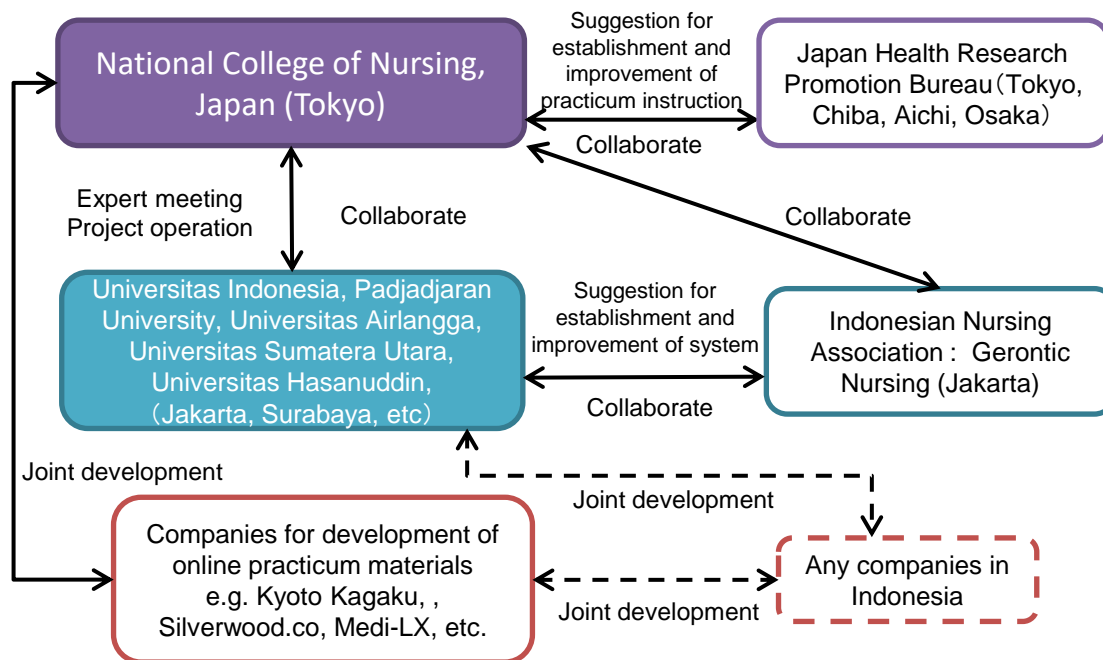 National College of Nursing,
Japan (Tokyo)
Suggestion for
establishment and
improvement of
practicum instruction
Collaborate
Japan Health Research
Promotion Bureau（Tokyo,
Chiba, Aichi, Osaka）
Expert meeting
Project operation
Collaborate
Collaborate
Universitas Indonesia, Padjadjaran
University, Universitas Airlangga,
Universitas Sumatera Utara,
Universitas Hasanuddin,
（Jakarta, Surabaya, etc）
Suggestion for
establishment and
improvement of system
Collaborate
Indonesian Nursing
Association： Gerontic
Nursing (Jakarta)
Joint development
Joint development
Companies for development of
online practicum materials
e.g. Kyoto Kagaku, ,
Silverwood.co, Medi-LX, etc.
Joint development
Any companies in
Indonesia